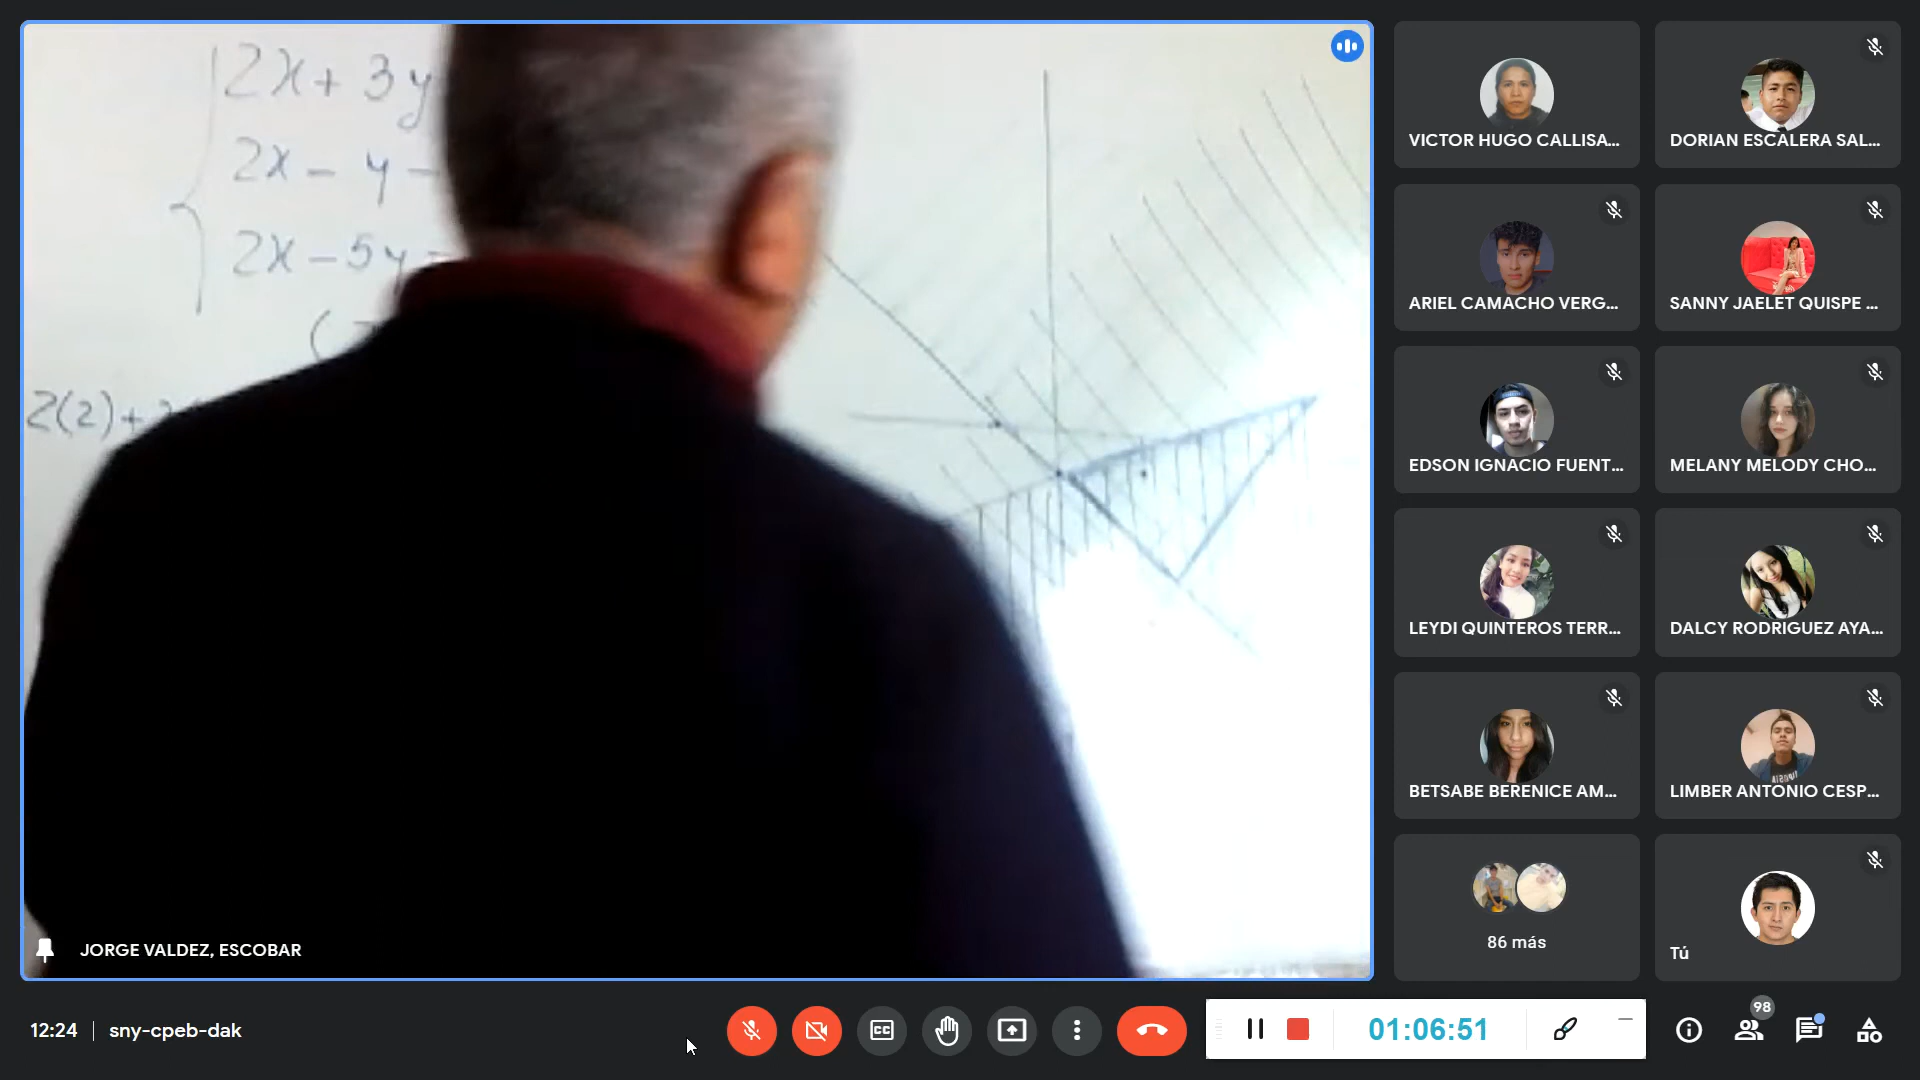 2x + 3y
2x - y -
2x - 5y -
(
2(2)+
JORGE VALDEZ, ESCOBAR
VICTOR HUGO CALLISA...
DORIAN ESCALERA SAL...
ARIEL CAMACHO VERG...
SANNY JAELET QUISPE ...
EDSON IGNACIO FUENT...
MELANY MELODY CHO...
LEYDI QUINTEROS TERR...
DALCY RODRIGUEZ AYA...
BETSABE BERENICE AM...
LIMBER ANTONIO CESP...
86 más
Tú
12:24 | sny-cpeb-dak
CC
01:06:51
98